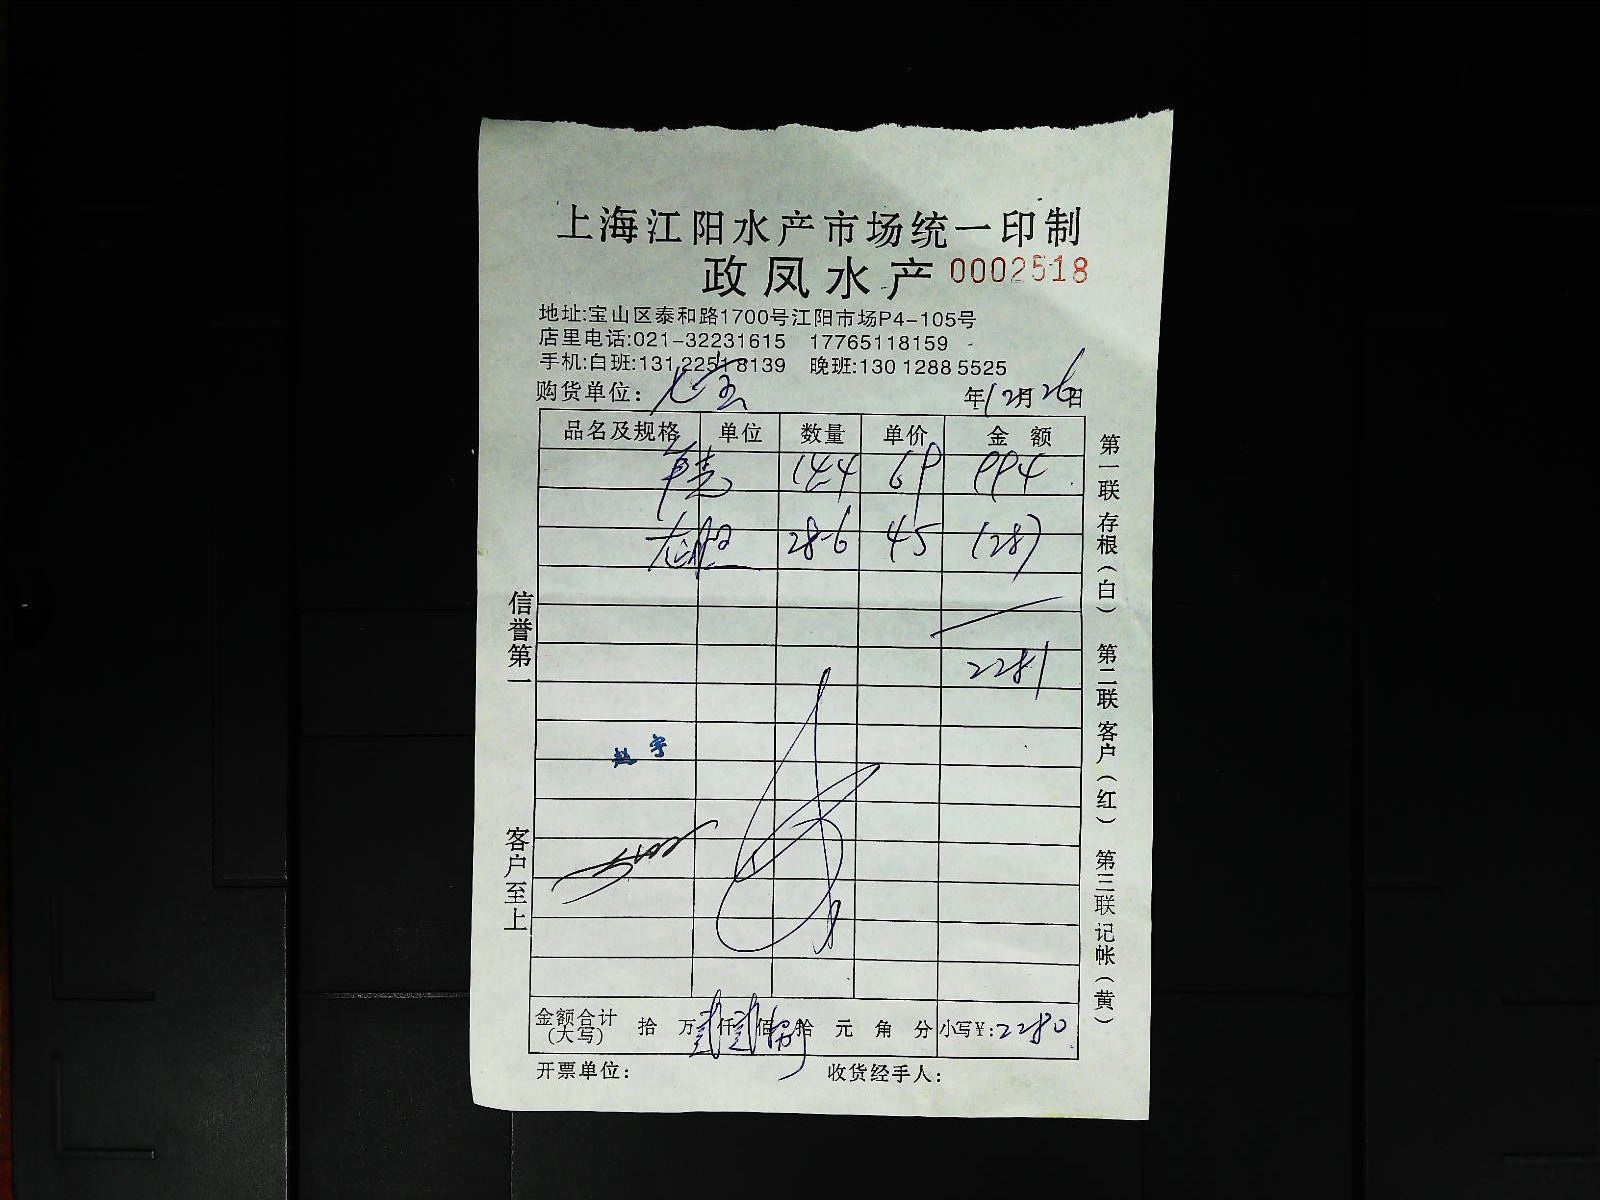 上海江阳水产市场统一印制
政凤水产 0002518
地址:宝山区泰和路1700号江阳市场P4-105号
店里电话:021-32231615 17765118159
手机:白班:131 2251 8139 晚班:130 1288 5525
购货单位: 年12月26日
品名及规格 单位 数量 单价 金额
144 69 994
28.6 45 1287
2281
金额合计 拾 万 贰仟 贰佰 捌拾 元 角 分 小写¥:2280
(大写)
开票单位: 收货经手人:
信誉第一
客户至上
第一联 存根(白) 第二联 客户(红) 第三联 记帐(黄)